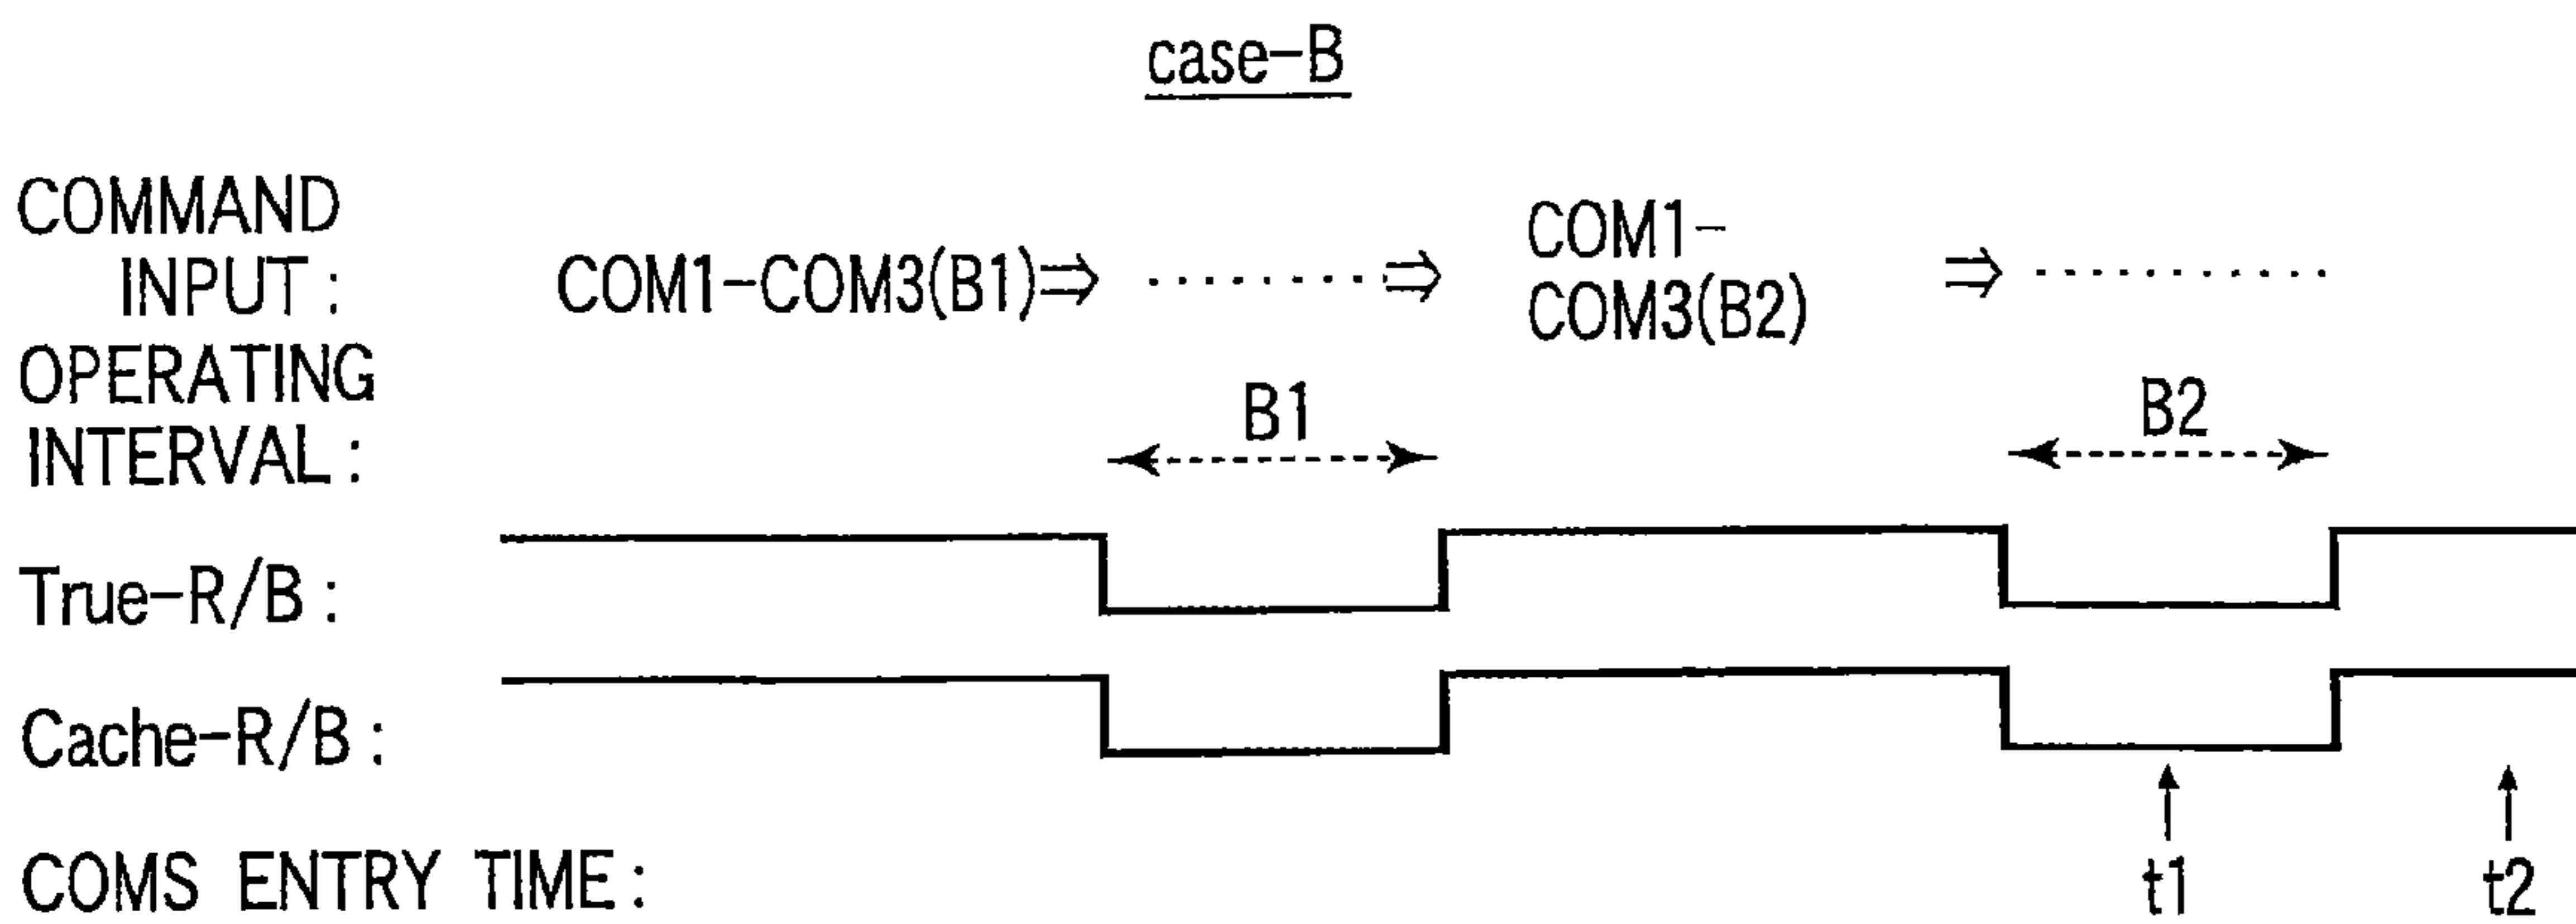 case-B
COMMAND
INPUT :
COM1-COM3(B1)⇒ ········⇒
COM1-
COM3(B2)
⇒ ··········
OPERATING
INTERVAL :
B1
B2
True-R/B :
Cache-R/B :
COMS ENTRY TIME :
t1
t2